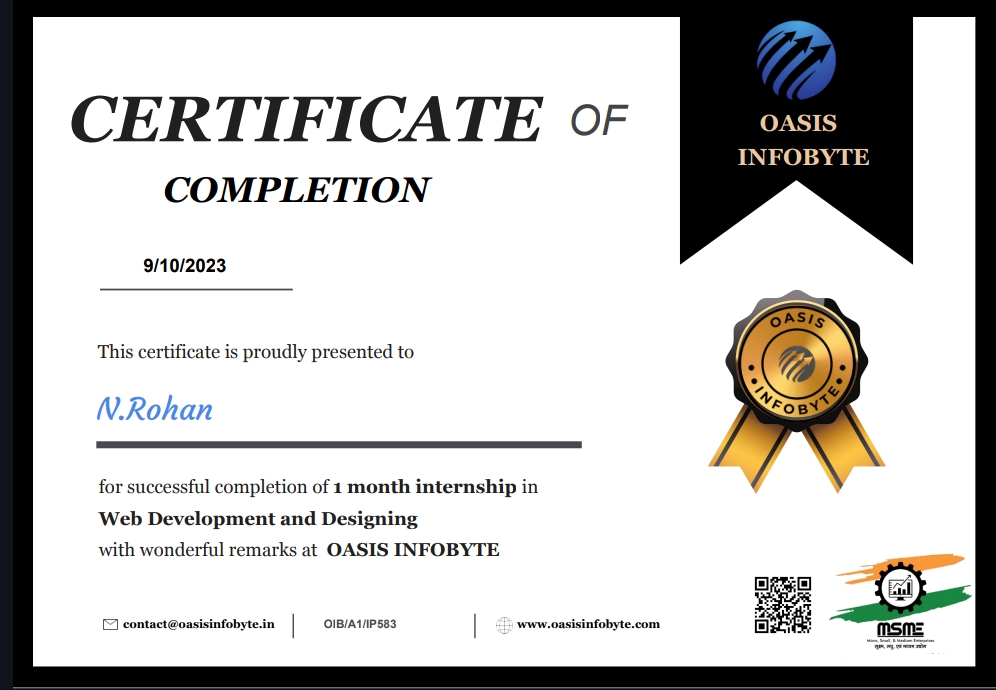 CERTIFICATE OF
COMPLETION
OASIS
INFOBYTE
9/10/2023
This certificate is proudly presented to
N.Rohan
for successful completion of 1 month internship in
Web Development and Designing
with wonderful remarks at OASIS INFOBYTE
OASIS
INFOBYTE
contact@oasisinfobyte.in
OIB/A1/IP583
www.oasisinfobyte.com
MSME
Micro, Small, & Medium Enterprises
सूक्ष्म, लघु, एवं मध्यम उद्योग